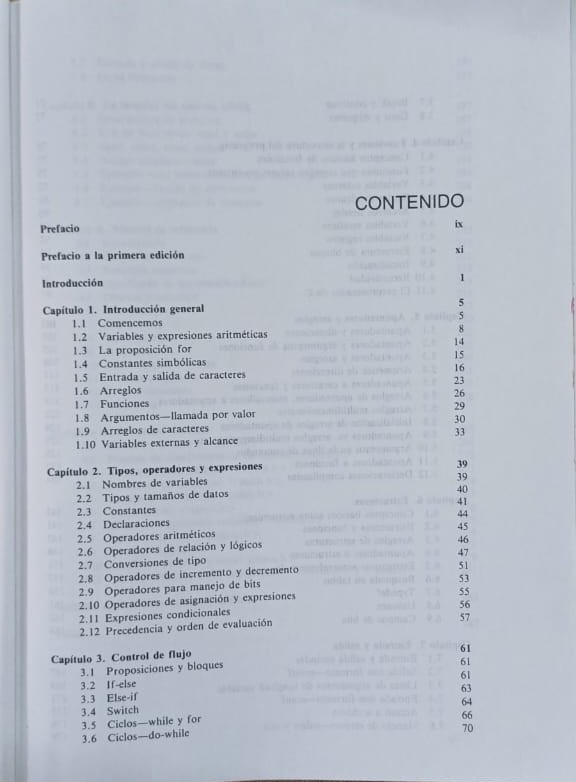 CONTENIDO
Prefacio ix
Prefacio a la primera edición xi
Introducción 1
Capítulo 1. Introducción general 5
1.1 Comencemos 5
1.2 Variables y expresiones aritméticas 8
1.3 La proposición for 14
1.4 Constantes simbólicas 15
1.5 Entrada y salida de caracteres 16
1.6 Arreglos 23
1.7 Funciones 26
1.8 Argumentos—llamada por valor 29
1.9 Arreglos de caracteres 30
1.10 Variables externas y alcance 33
Capítulo 2. Tipos, operadores y expresiones 39
2.1 Nombres de variables 39
2.2 Tipos y tamaños de datos 40
2.3 Constantes 41
2.4 Declaraciones 44
2.5 Operadores aritméticos 45
2.6 Operadores de relación y lógicos 46
2.7 Conversiones de tipo 47
2.8 Operadores de incremento y decremento 51
2.9 Operadores para manejo de bits 53
2.10 Operadores de asignación y expresiones 55
2.11 Expresiones condicionales 56
2.12 Precedencia y orden de evaluación 57
Capítulo 3. Control de flujo 61
3.1 Proposiciones y bloques 61
3.2 If-else 61
3.3 Else-if 63
3.4 Switch 64
3.5 Ciclos—while y for 66
3.6 Ciclos—do-while 70